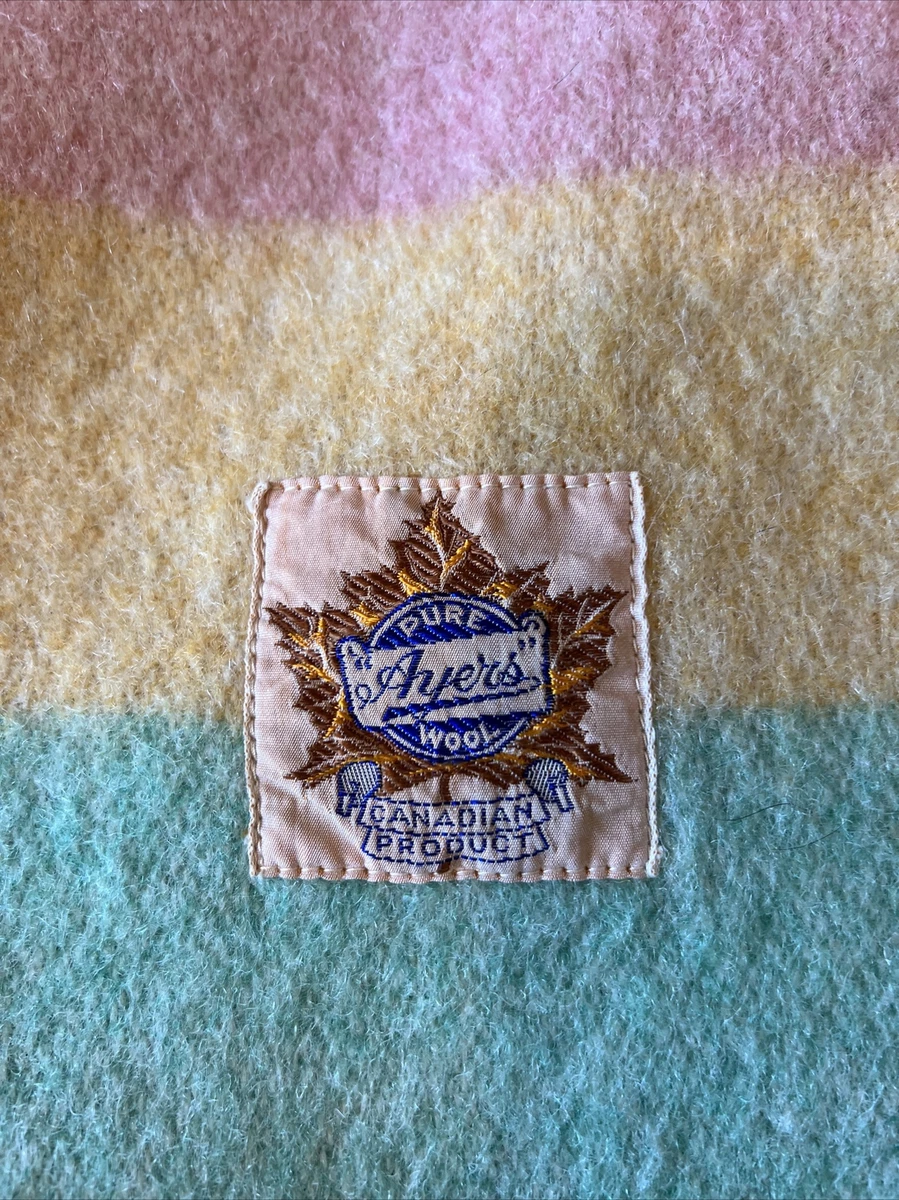 PURE
"Ayers"
WOOL
CANADIAN
PRODUCT